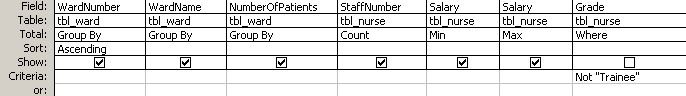 Field: WardNumber WardName NumberOfPatients StaffNumber Salary Salary Grade
Table: tbl_ward tbl_ward tbl_ward tbl_nurse tbl_nurse tbl_nurse tbl_nurse
Total: Group By Group By Group By Count Min Max Where
Sort: Ascending
Show:
Criteria: Not "Trainee"
or: